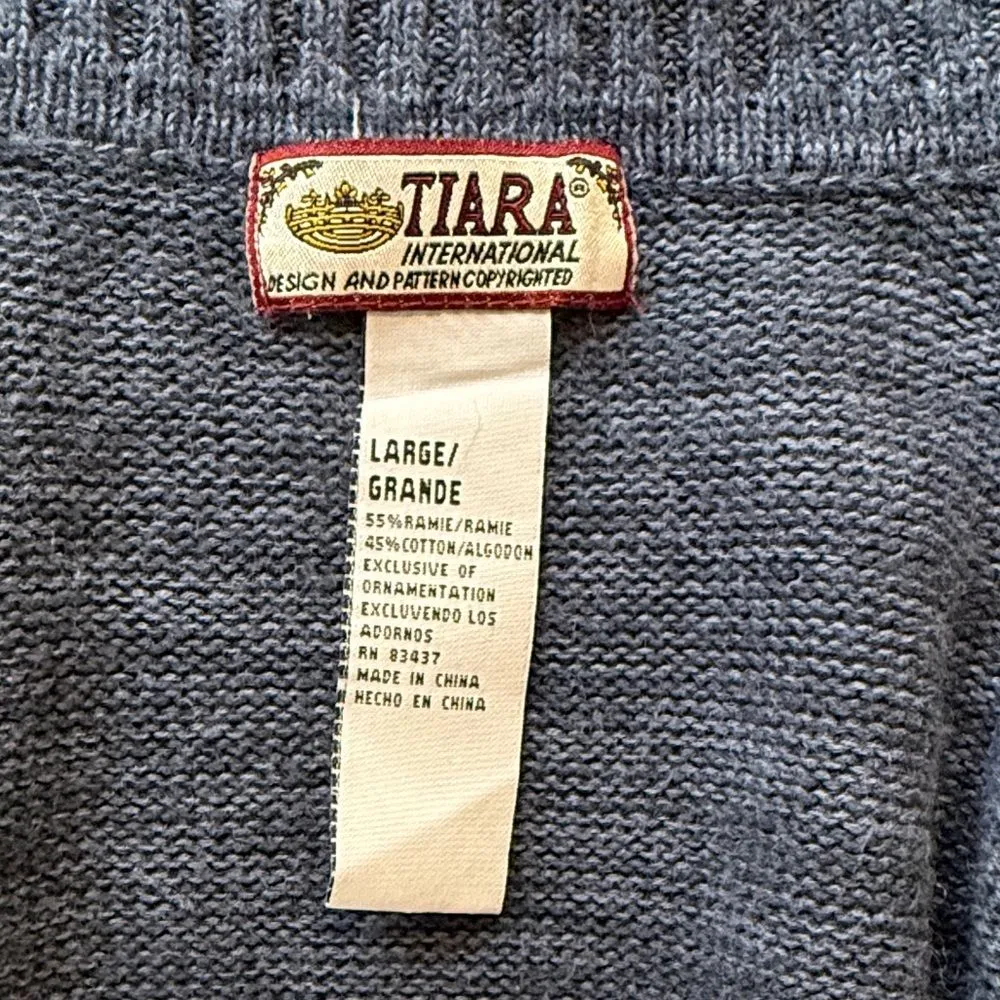 TIARA®
INTERNATIONAL
DESIGN AND PATTERN COPYRIGHTED
LARGE/
GRANDE
55%RAMIE/RAMIE
45%COTTON/ALGODON
EXCLUSIVE OF
ORNAMENTATION
EXCLUVENDO LOS
ADORNOS
RN 83437
MADE IN CHINA
HECHO EN CHINA